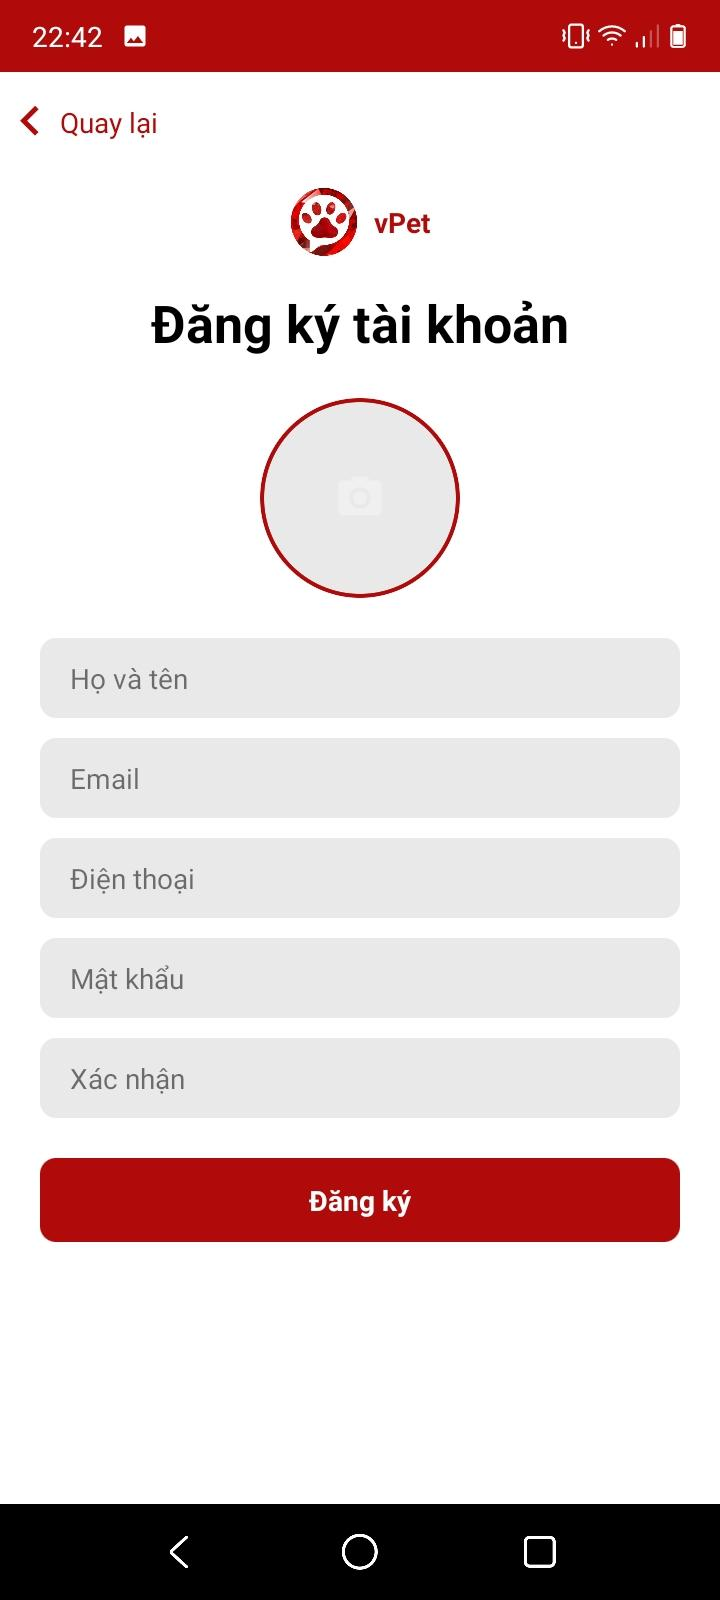 22:42
Quay lại
vPet
Đăng ký tài khoản
Họ và tên
Email
Điện thoại
Mật khẩu
Xác nhận
Đăng ký